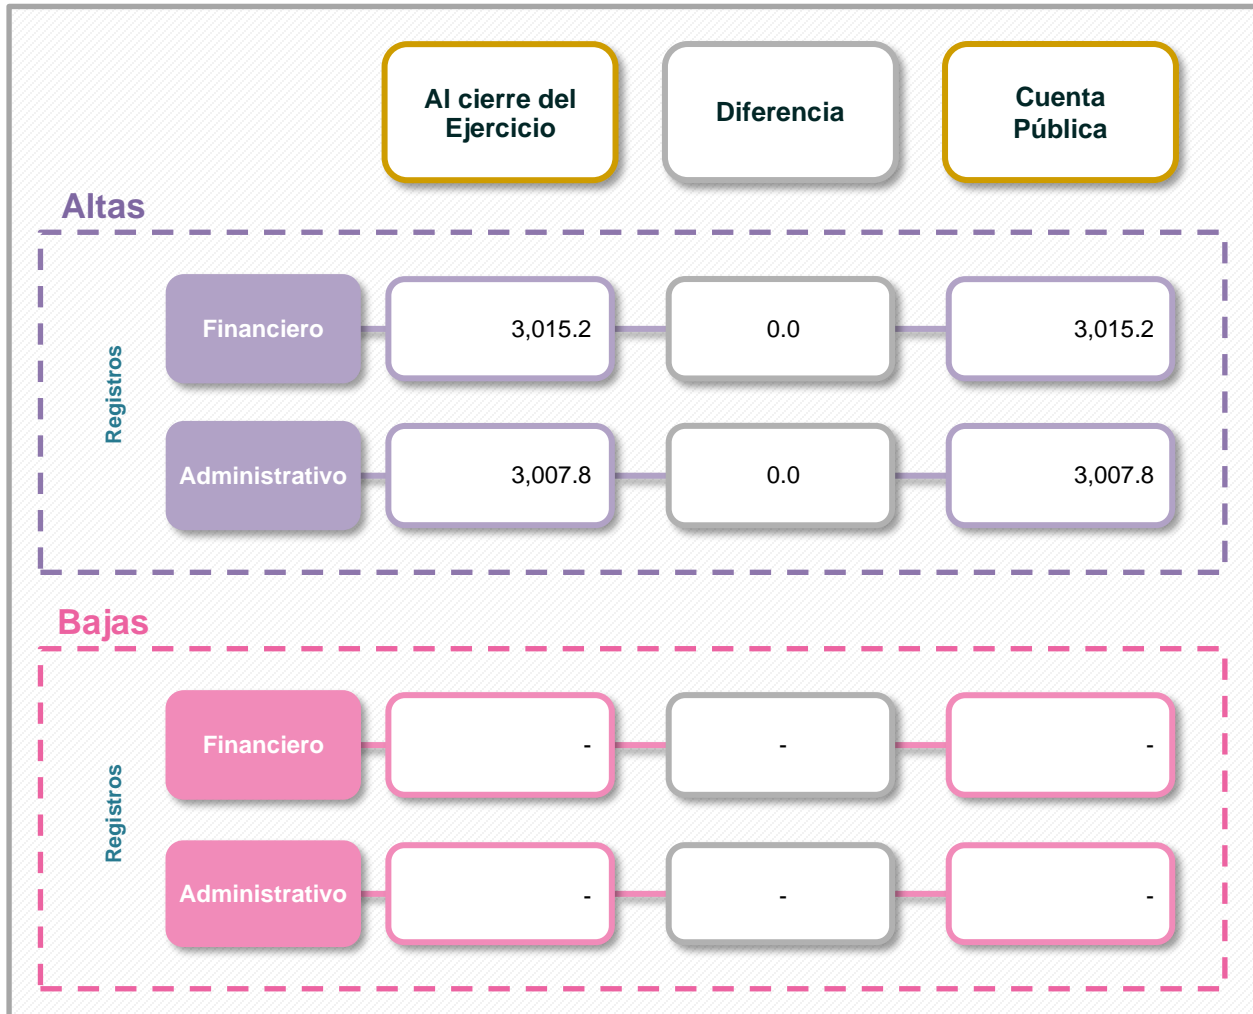 Al cierre del
Ejercicio
Diferencia
Cuenta
Pública
Altas
Registros
Financiero
3,015.2
0.0
3,015.2
Administrativo
3,007.8
0.0
3,007.8
Bajas
Registros
Financiero
-
-
-
Administrativo
-
-
-